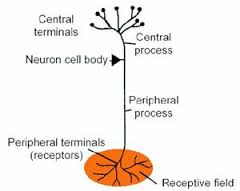 Central
terminals
Central
process
Neuron cell body
Peripheral
process
Peripheral terminals
(receptors)
Receptive field